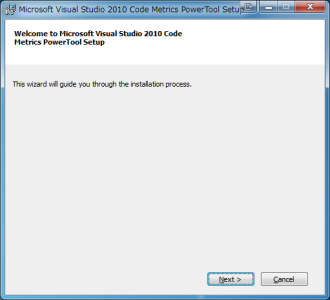 Microsoft Visual Studio 2010 Code Metrics PowerTool Setup
Welcome to Microsoft Visual Studio 2010 Code
Metrics PowerTool Setup
This wizard will guide you through the installation process.
Next > Cancel